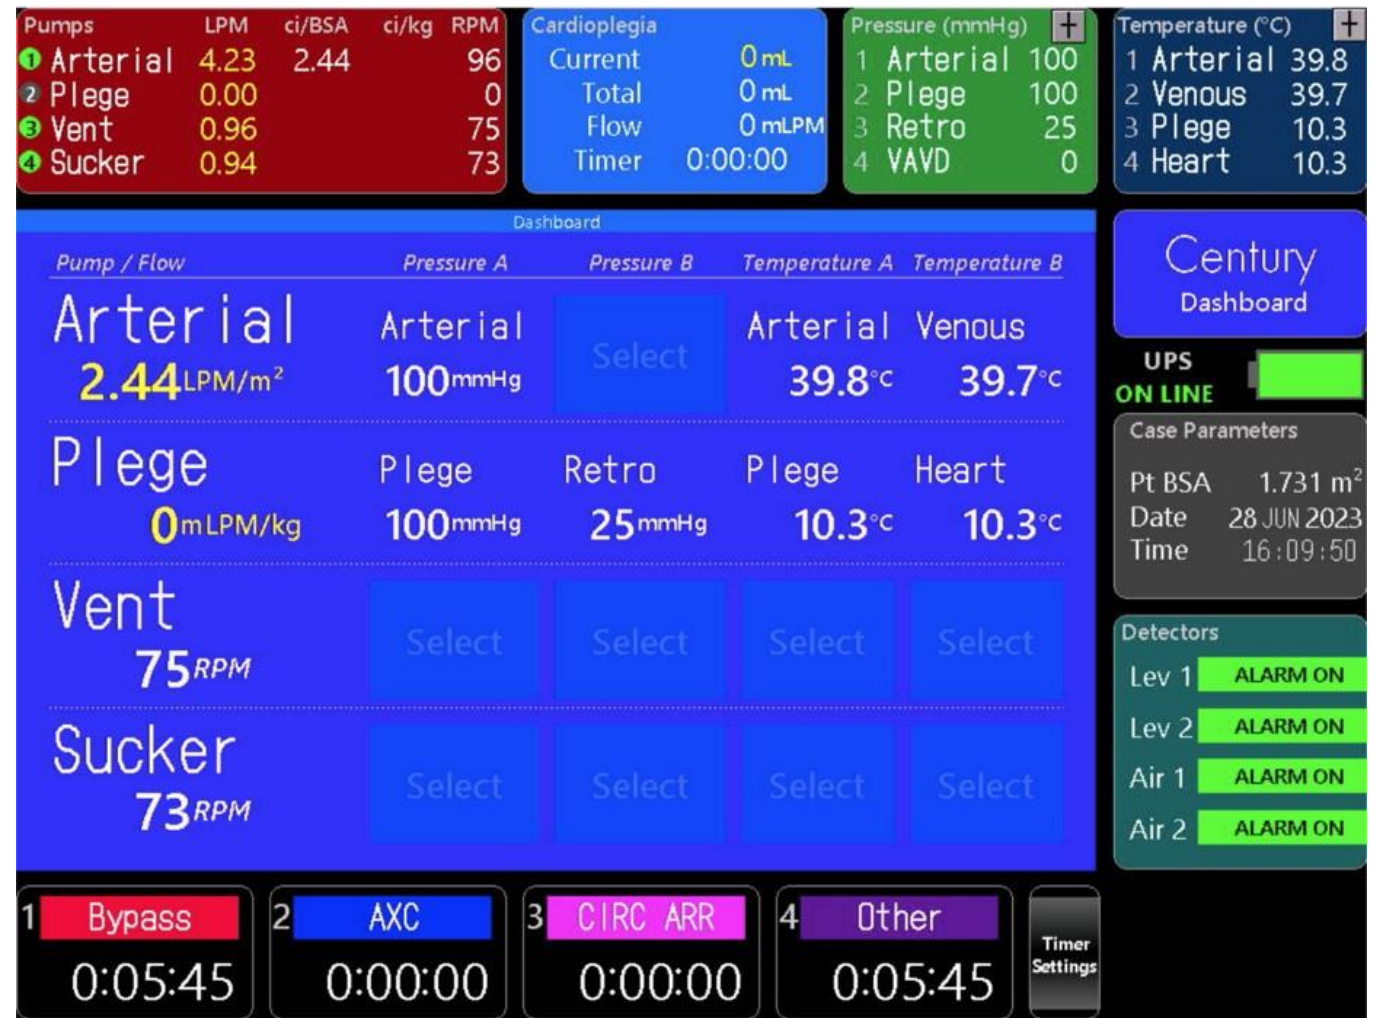 Pumps LPM ci/BSA ci/kg RPM
1 Arterial 4.23 2.44 96
2 Plege 0.00 0
3 Vent 0.96 75
4 Sucker 0.94 73
Cardioplegia
Current 0 mL
Total 0 mL
Flow 0 mLPM
Timer 0:00:00
Pressure (mmHg) +
1 Arterial 100
2 Plege 100
3 Retro 25
4 VAVD 0
Temperature (°C) +
1 Arterial 39.8
2 Venous 39.7
3 Plege 10.3
4 Heart 10.3
Dashboard
Pump / Flow Pressure A Pressure B Temperature A Temperature B
Arterial Arterial Select Arterial Venous
2.44 LPM/m² 100 mmHg 39.8 °C 39.7 °C
Plege Plege Retro Plege Heart
0 mLPM/kg 100 mmHg 25 mmHg 10.3 °C 10.3 °C
Vent Select Select Select Select
75 RPM
Sucker Select Select Select Select
73 RPM
Century
Dashboard
UPS
ON LINE
Case Parameters
Pt BSA 1.731 m²
Date 28 JUN 2023
Time 16:09:50
Detectors
Lev 1 ALARM ON
Lev 2 ALARM ON
Air 1 ALARM ON
Air 2 ALARM ON
1 Bypass
0:05:45
2 AXC
0:00:00
3 CIRC ARR
0:00:00
4 Other
0:05:45
Timer
Settings